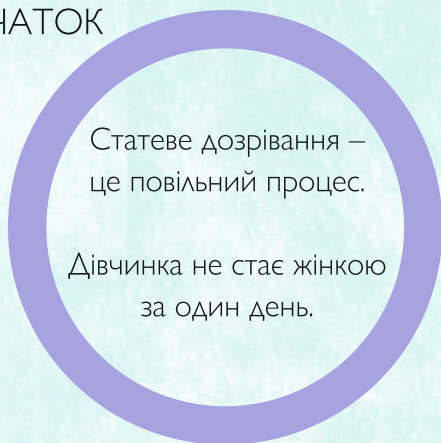 ЧАТОК
Статеве дозрівання –
це повільний процес.
Дівчинка не стає жінкою
за один день.